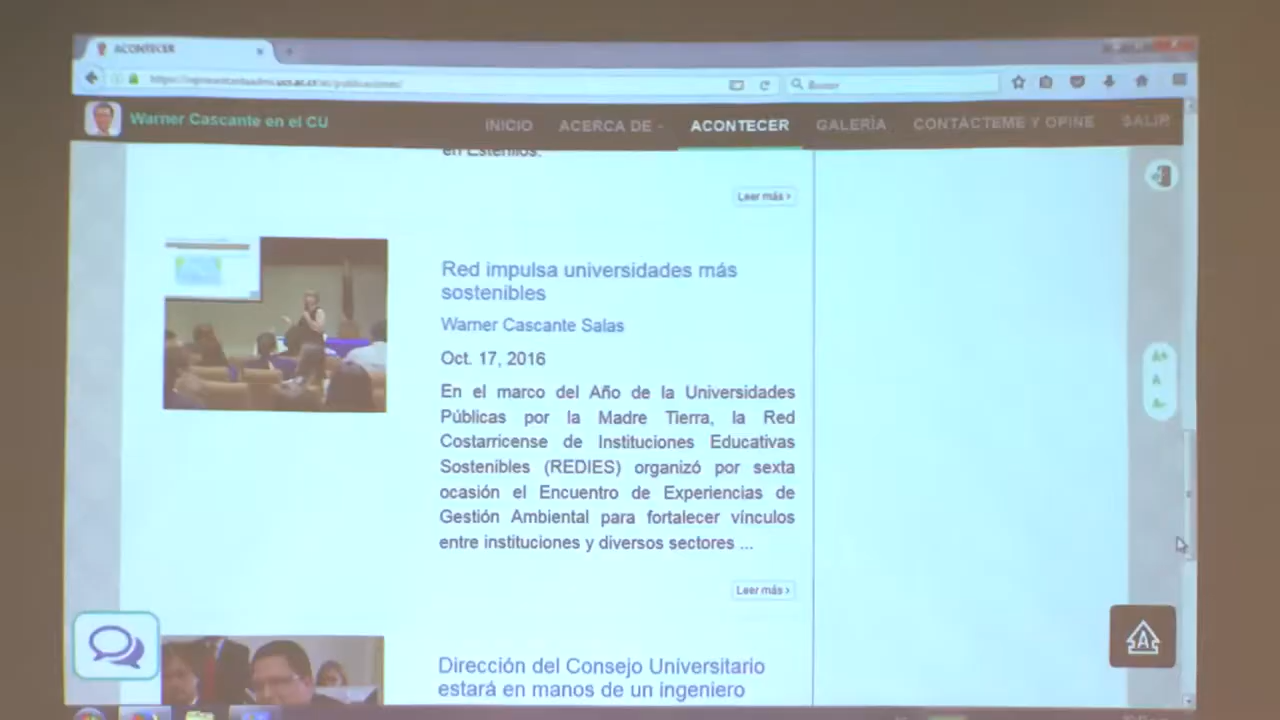 ACONTECER
Buscar
Warner Cascante en el CU
INICIO ACERCA DE ACONTECER GALERÍA CONTÁCTEME Y OPINE SALIR
en Esterillos.
Leer más >
Red impulsa universidades más
sostenibles
Warner Cascante Salas
Oct. 17, 2016
En el marco del Año de la Universidades
Públicas por la Madre Tierra, la Red
Costarricense de Instituciones Educativas
Sostenibles (REDIES) organizó por sexta
ocasión el Encuentro de Experiencias de
Gestión Ambiental para fortalecer vínculos
entre instituciones y diversos sectores ...
Leer más >
A+
A
A-
A
Dirección del Consejo Universitario
estará en manos de un ingeniero